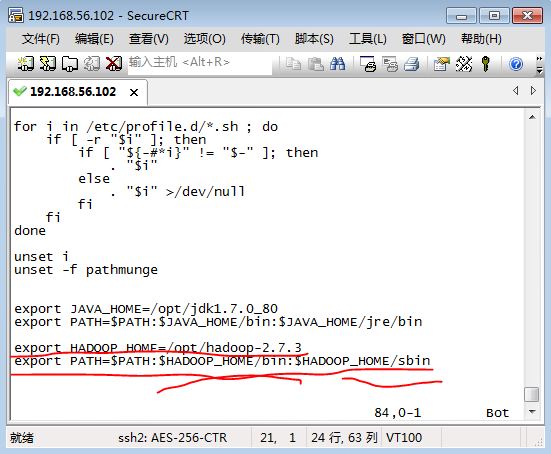 192.168.56.102 - SecureCRT
文件(F) 编辑(E) 查看(V) 选项(O) 传输(T) 脚本(S) 工具(L) 窗口(W) 帮助(H)
输入主机 <Alt+R>
192.168.56.102
for i in /etc/profile.d/*.sh ; do
    if [ -r "$i" ]; then
        if [ "${-#*i}" != "$-" ]; then
            . "$i"
        else
            . "$i" >/dev/null
        fi
    fi
done
unset i
unset -f pathmunge
export JAVA_HOME=/opt/jdk1.7.0_80
export PATH=$PATH:$JAVA_HOME/bin:$JAVA_HOME/jre/bin
export HADOOP_HOME=/opt/hadoop-2.7.3
export PATH=$PATH:$HADOOP_HOME/bin:$HADOOP_HOME/sbin
84,0-1 Bot
就绪 ssh2: AES-256-CTR 21, 1 24 行, 63 列 VT100